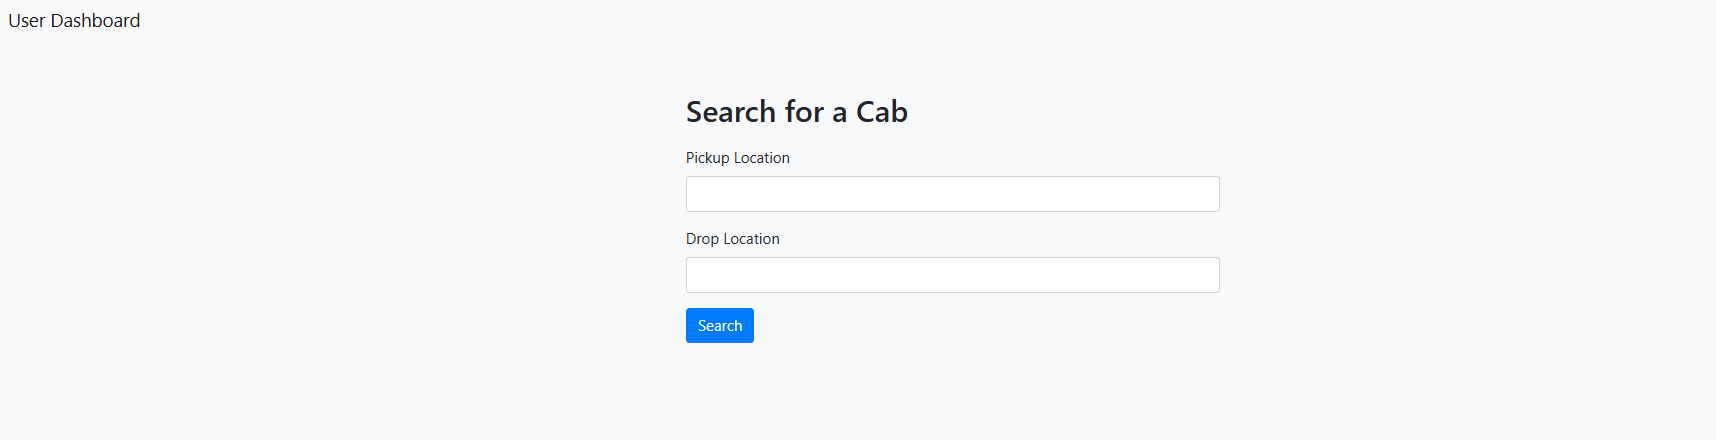 User Dashboard
Search for a Cab
Pickup Location
Drop Location
Search